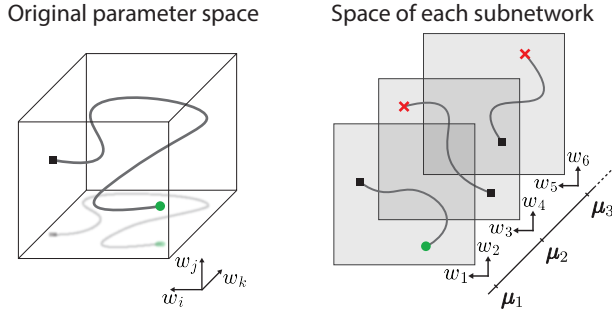 Original parameter space
Space of each subnetwork
w_j
w_k
w_i
w_6
w_5
w_4
w_3
w_2
w_1
μ_3
μ_2
μ_1